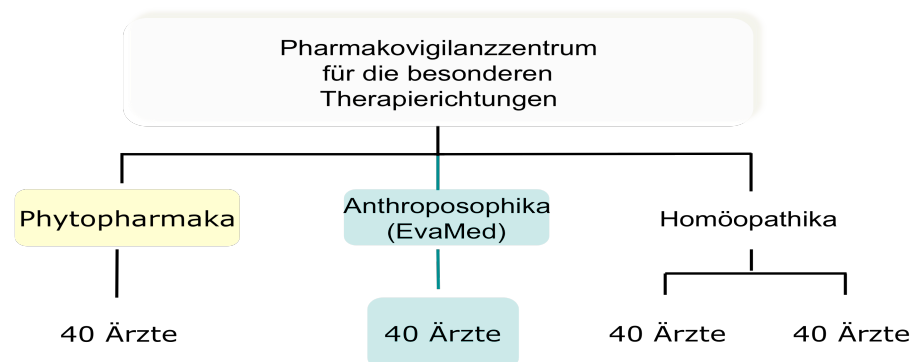 Pharmakovigilanzzentrum
für die besonderen
Therapierichtungen
Phytopharmaka
Anthroposophika
(EvaMed)
Homöopathika
40 Ärzte
40 Ärzte
40 Ärzte
40 Ärzte